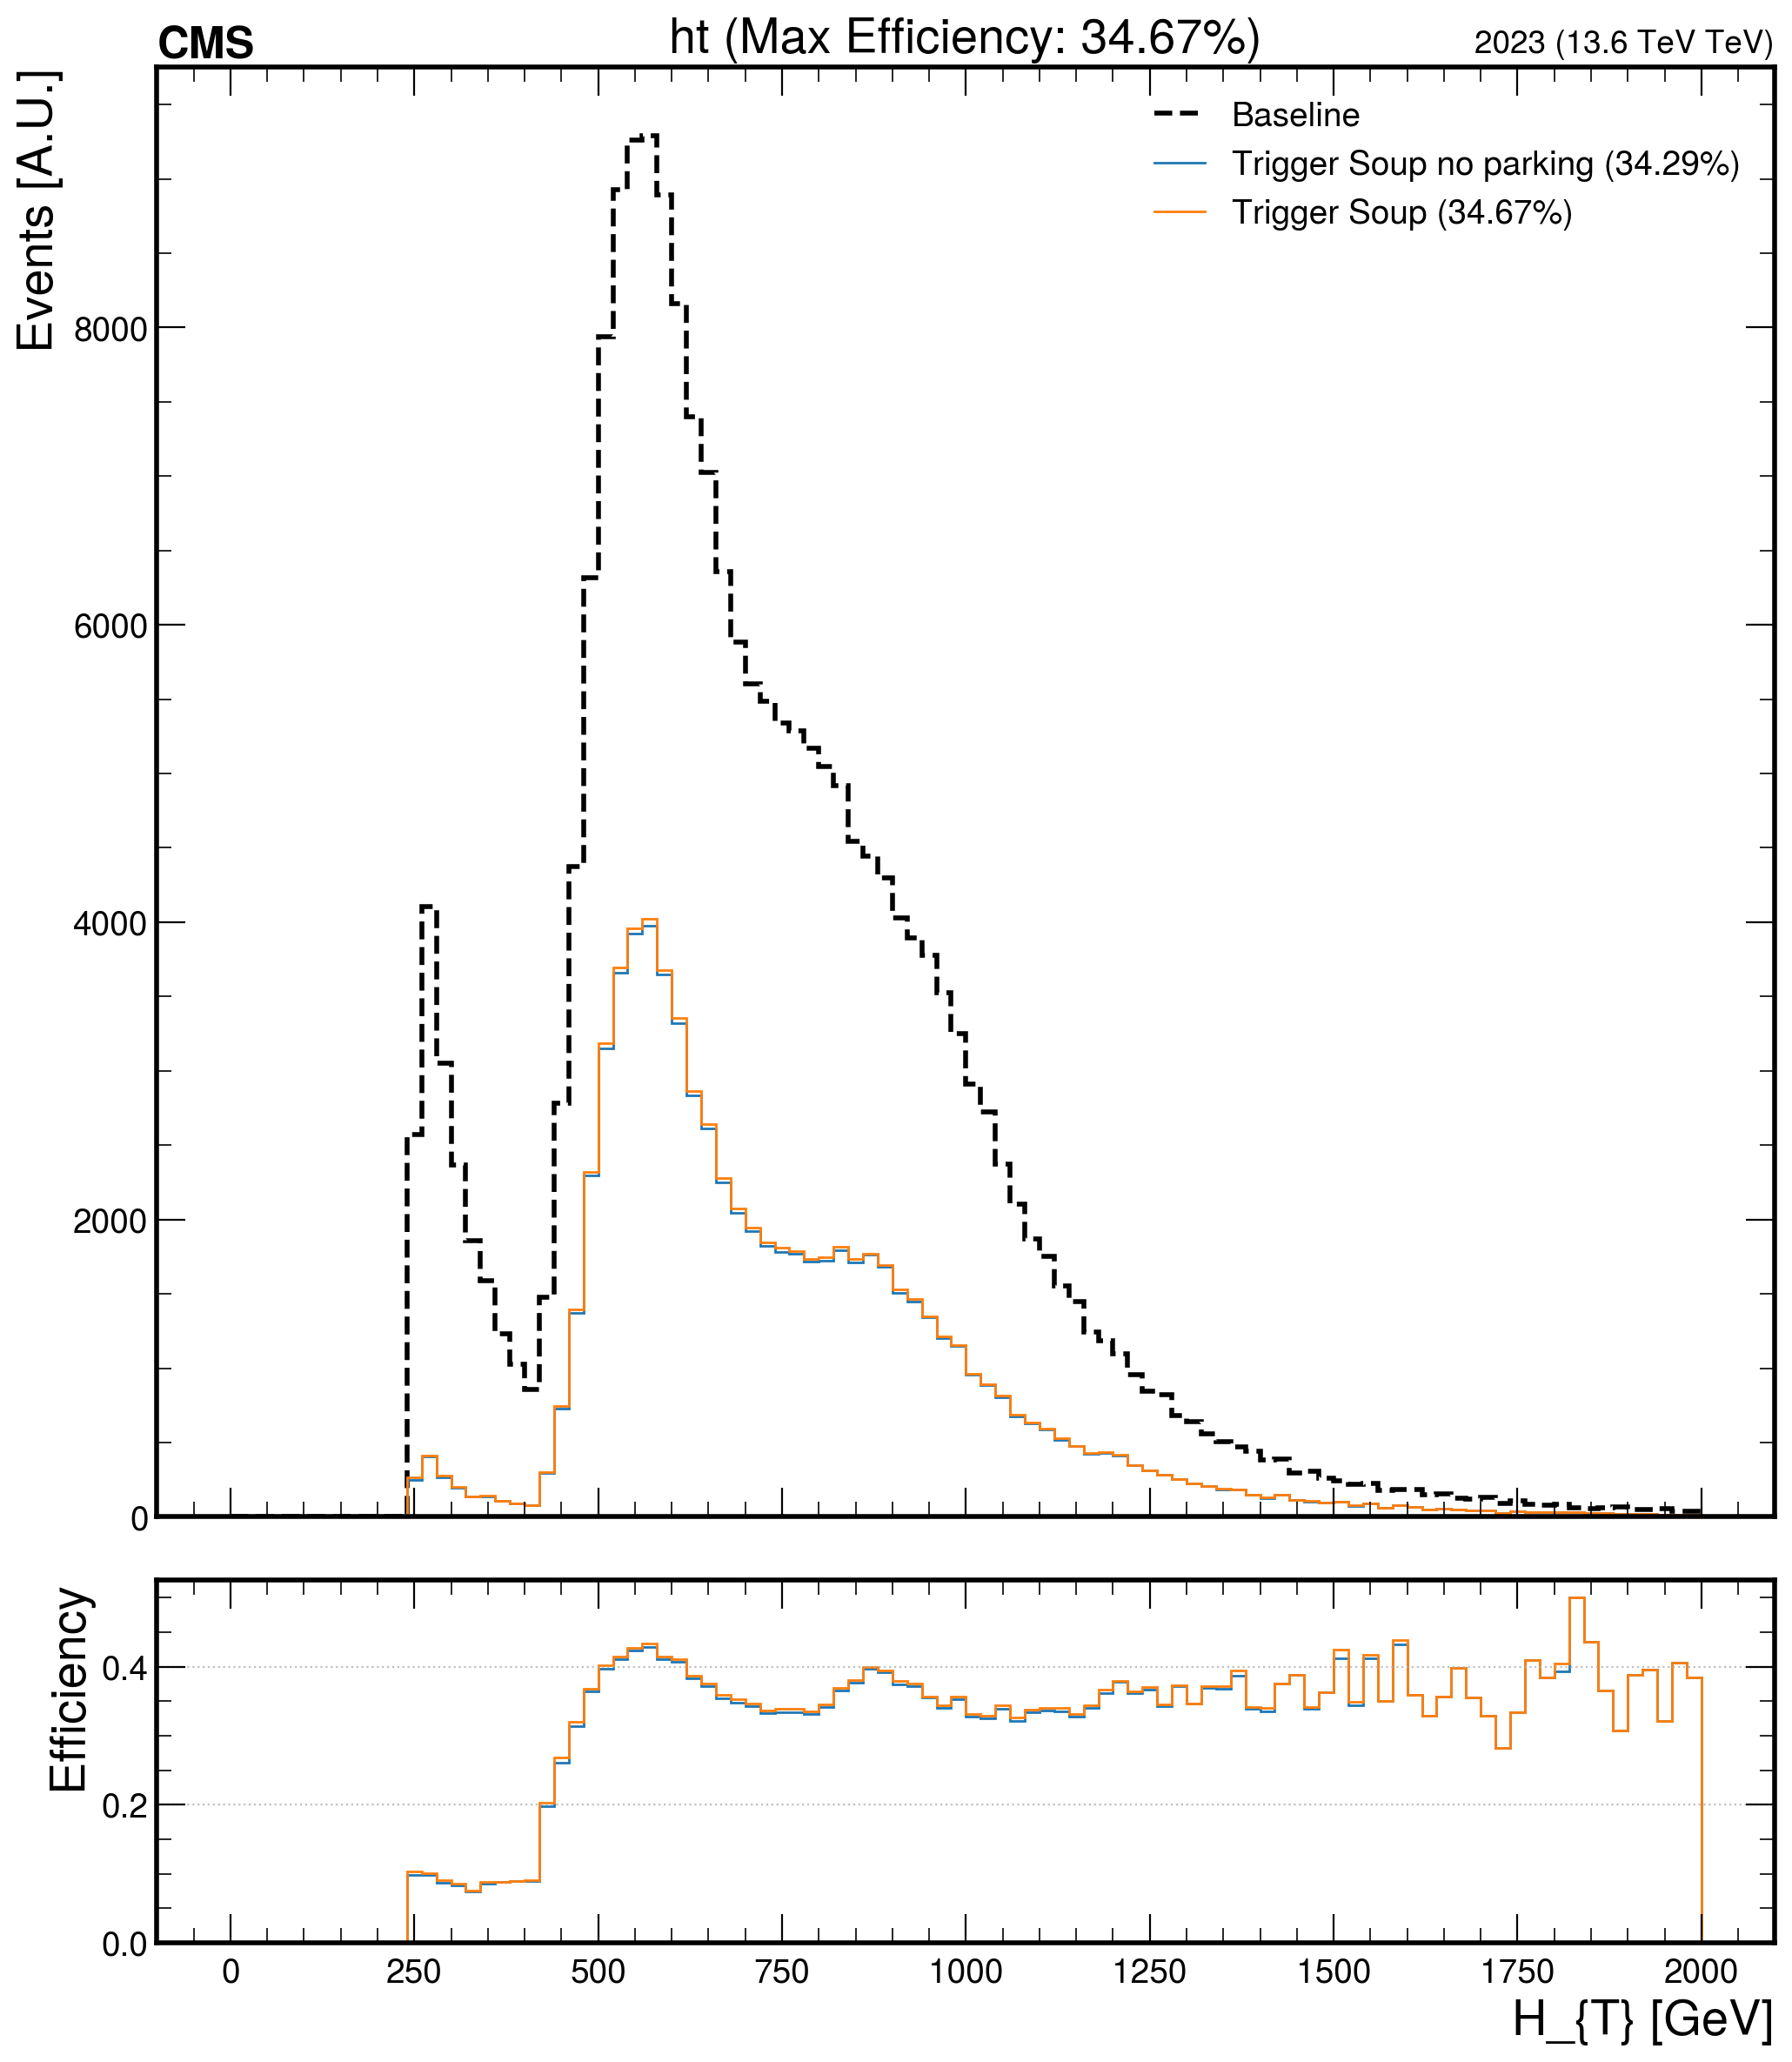 CMS
ht (Max Efficiency: 34.67%)
2023 (13.6 TeV TeV)
Events [A.U.]
Baseline
Trigger Soup no parking (34.29%)
Trigger Soup (34.67%)
8000
6000
4000
2000
0
Efficiency
0.4
0.2
0.0
0
250
500
750
1000
1250
1500
1750
2000
H_{T} [GeV]